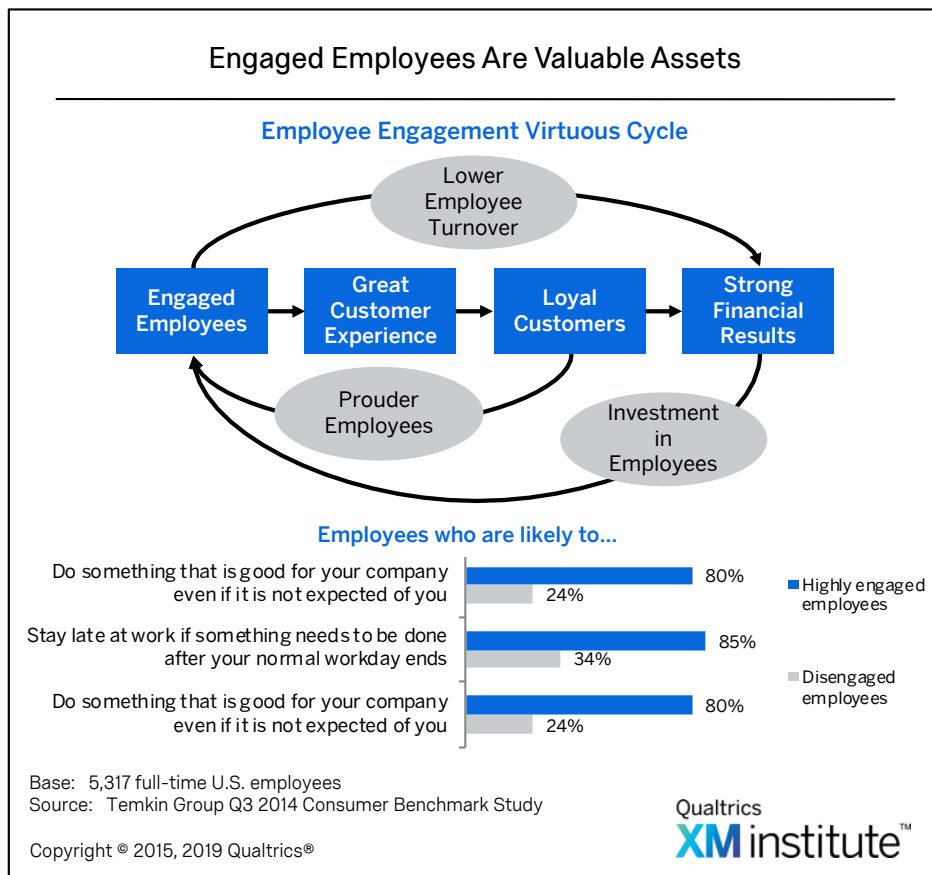 Engaged Employees Are Valuable Assets
Employee Engagement Virtuous Cycle
Lower
Employee
Turnover
Engaged
Employees
Great
Customer
Experience
Loyal
Customers
Strong
Financial
Results
Prouder
Employees
Investment
in
Employees
Employees who are likely to...
Do something that is good for your company
even if it is not expected of you
80%
24%
Stay late at work if something needs to be done
after your normal workday ends
85%
34%
Do something that is good for your company
even if it is not expected of you
80%
24%
Highly engaged
employees
Disengaged
employees
Base: 5,317 full-time U.S. employees
Source: Temkin Group Q3 2014 Consumer Benchmark Study
Copyright © 2015, 2019 Qualtrics®
Qualtrics
XM institute™